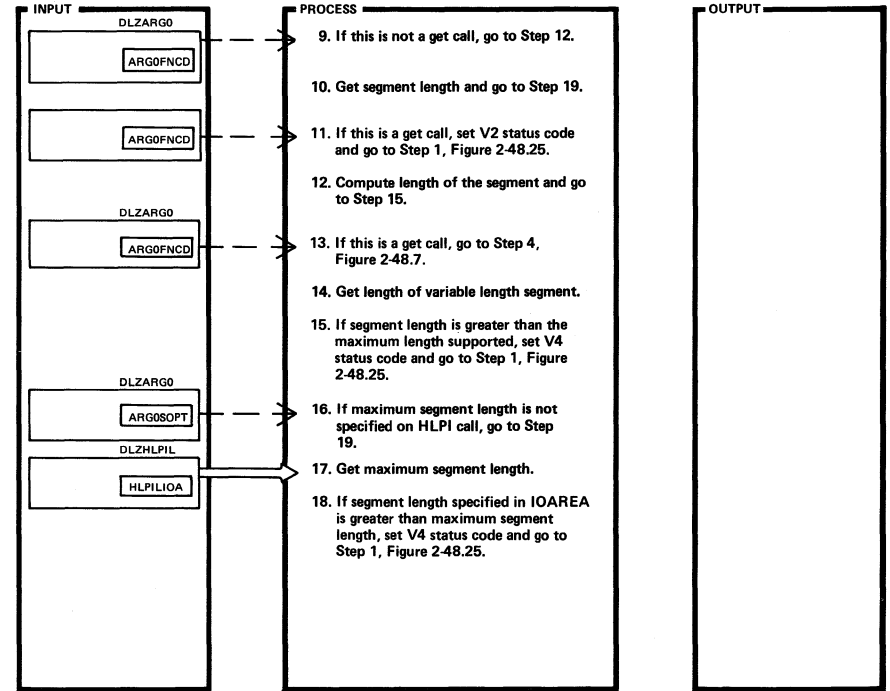 INPUT
PROCESS
OUTPUT
DLZARG0
ARG0FNCD
9. If this is not a get call, go to Step 12.
10. Get segment length and go to Step 19.
ARG0FNCD
11. If this is a get call, set V2 status code
and go to Step 1, Figure 2-48.25.
12. Compute length of the segment and go
to Step 15.
DLZARG0
ARG0FNCD
13. If this is a get call, go to Step 4,
Figure 2-48.7.
14. Get length of variable length segment.
15. If segment length is greater than the
maximum length supported, set V4
status code and go to Step 1, Figure
2-48.25.
DLZARG0
ARG0SOPT
16. If maximum segment length is not
specified on HLPI call, go to Step
19.
DLZHLPIL
HLPILIOA
17. Get maximum segment length.
18. If segment length specified in IOAREA
is greater than maximum segment
length, set V4 status code and go to
Step 1, Figure 2-48.25.